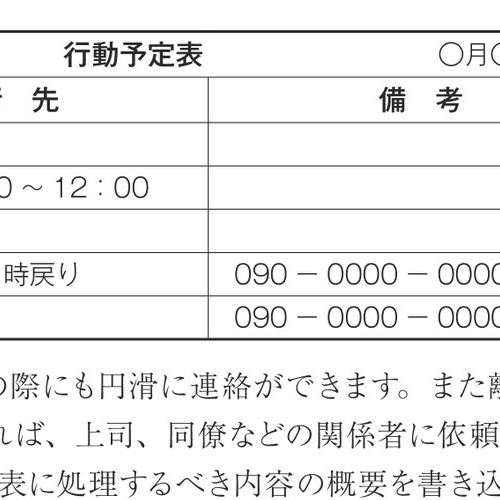 行動予定表 〇月〇
先 備考
0～12：00
時戻り 090－0000－0000
090－0000－0000
の際にも円滑に連絡ができます。また離
れば、上司、同僚などの関係者に依頼
表に処理するべき内容の概要を書き込